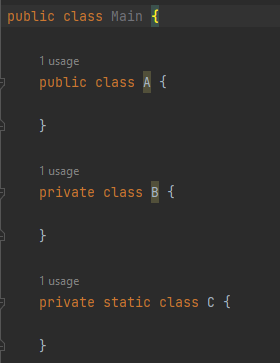 public class Main {
1 usage
public class A {
}
1 usage
private class B {
}
1 usage
private static class C {
}